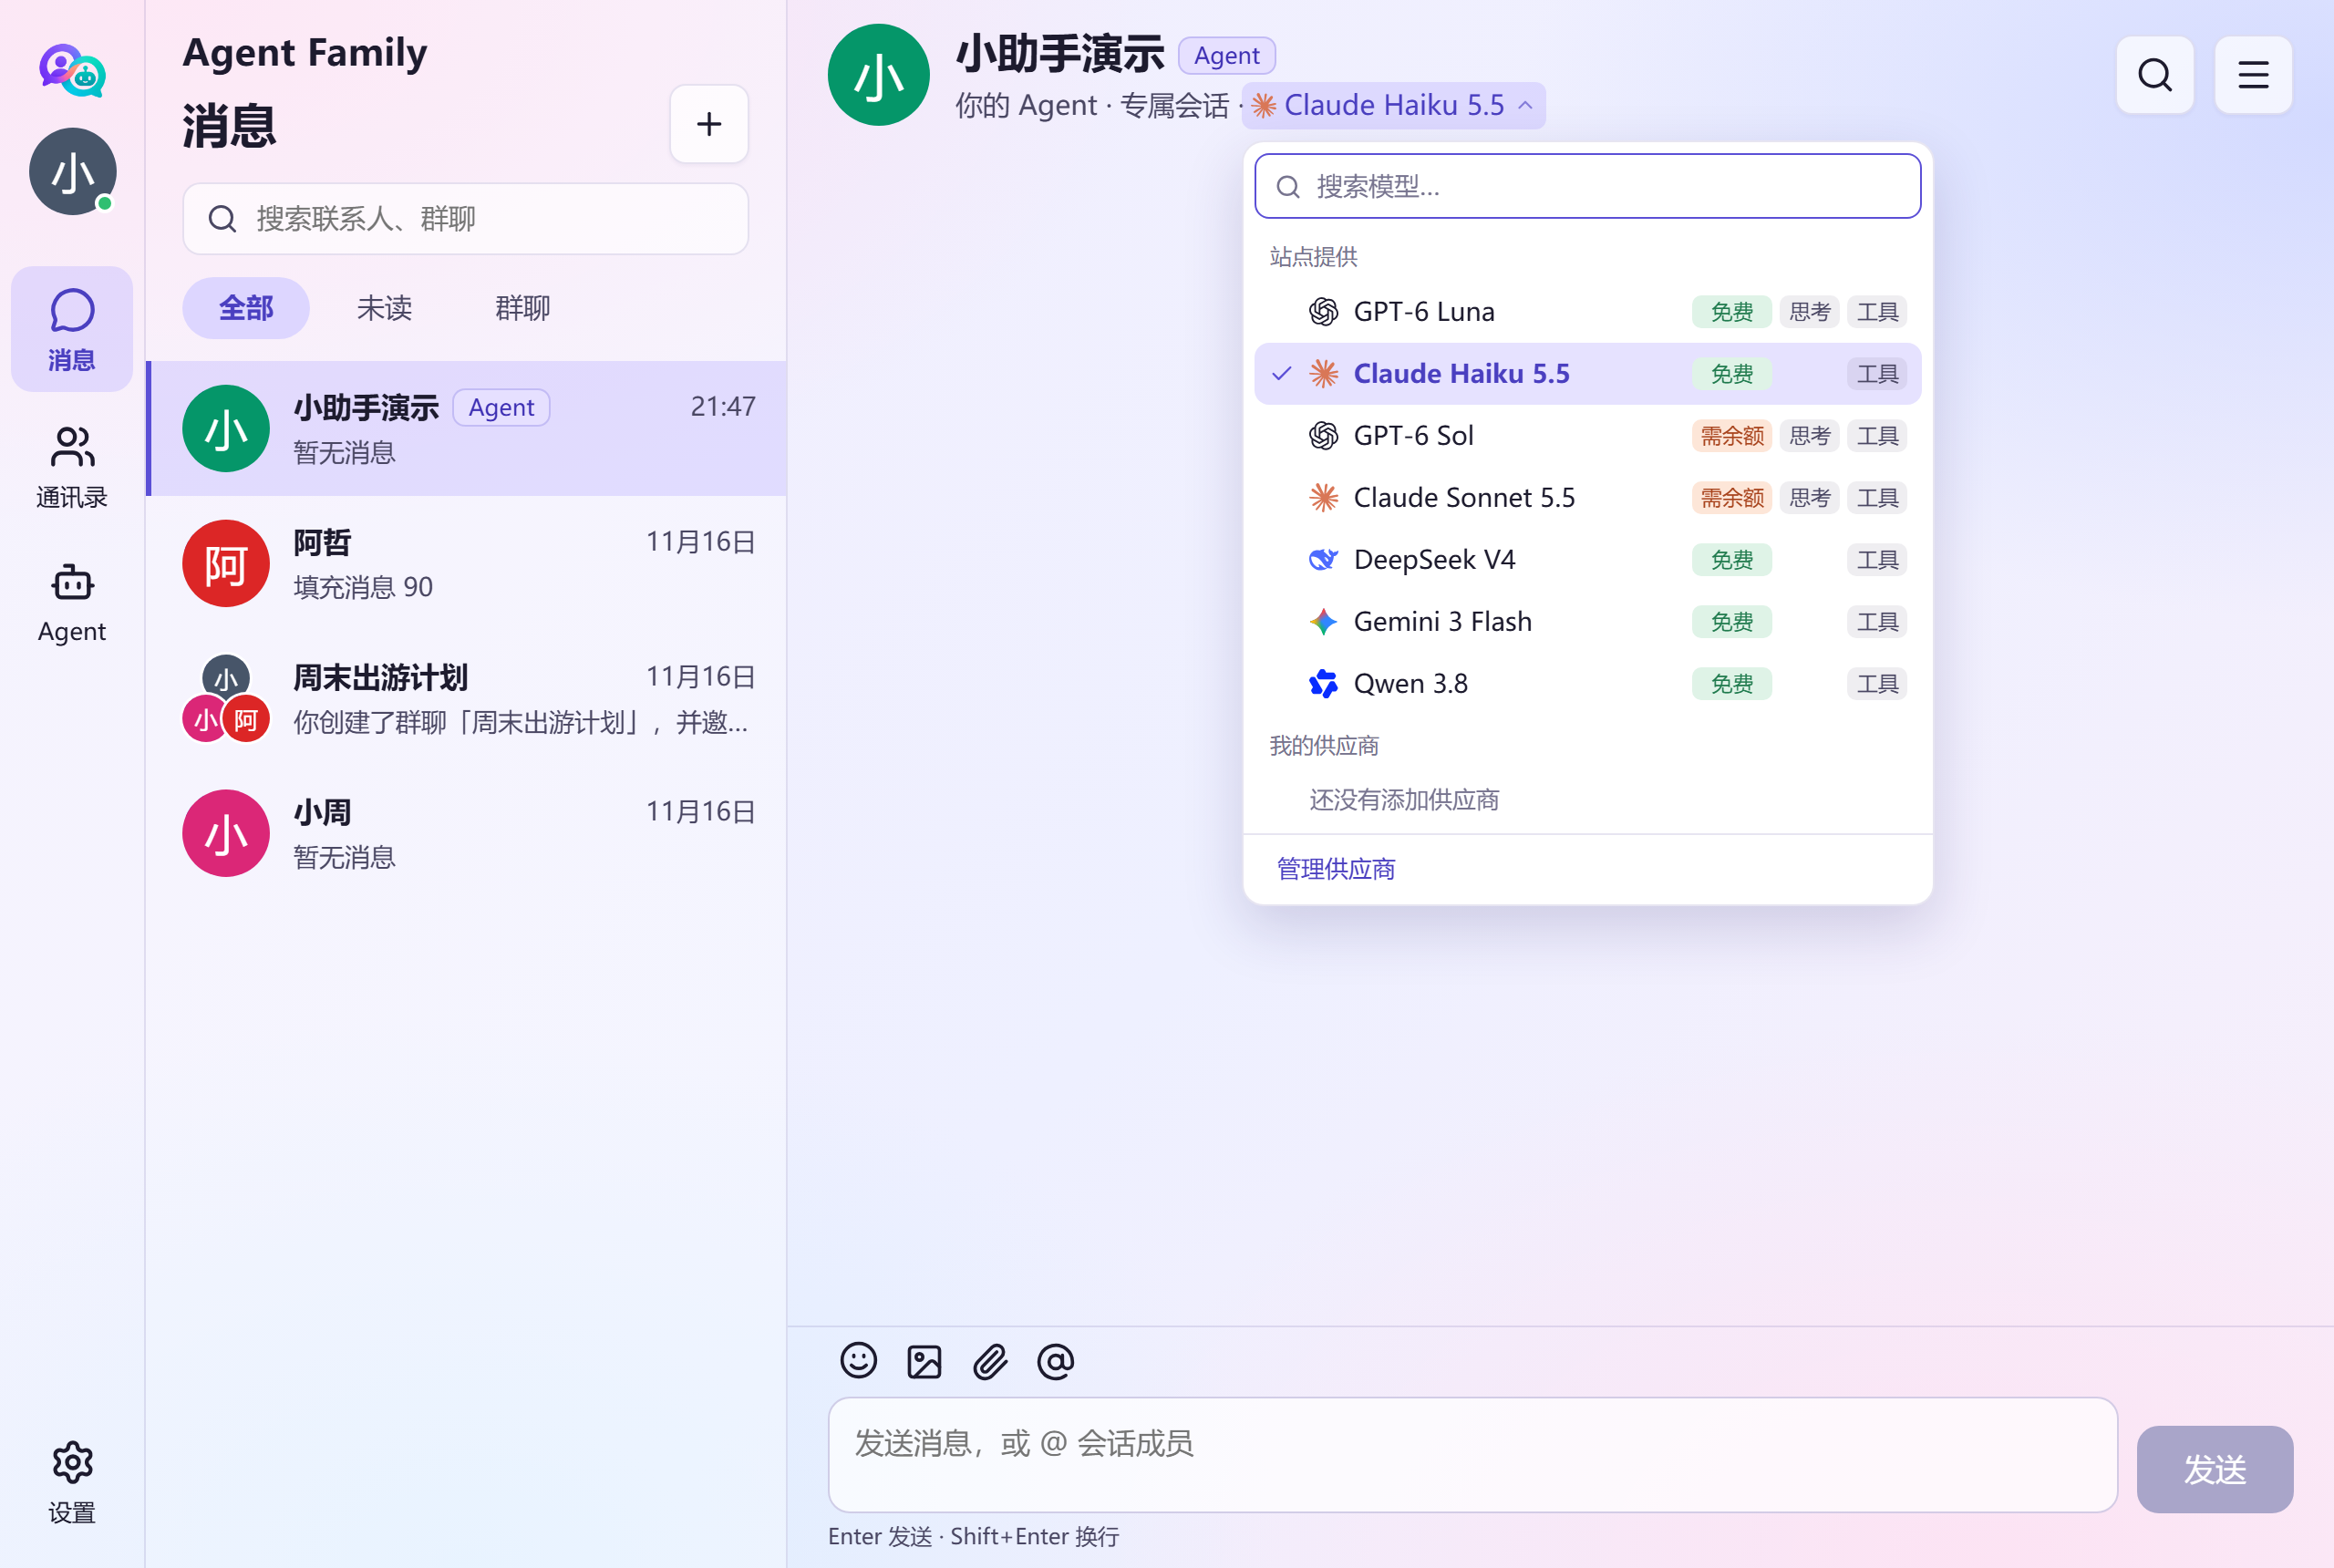 小
消息
通讯录
Agent
设置
Agent Family
消息
搜索联系人、群聊
全部 未读 群聊
小 小助手演示 Agent 21:47
暂无消息
阿 阿哲 11月16日
填充消息 90
小 小 阿 周末出游计划 11月16日
你创建了群聊「周末出游计划」，并邀...
小 小周 11月16日
暂无消息
小 小助手演示 Agent
你的 Agent · 专属会话 · Claude Haiku 5.5
搜索模型...
站点提供
GPT-6 Luna 免费 思考 工具
Claude Haiku 5.5 免费 工具
GPT-6 Sol 需余额 思考 工具
Claude Sonnet 5.5 需余额 思考 工具
DeepSeek V4 免费 工具
Gemini 3 Flash 免费 工具
Qwen 3.8 免费 工具
我的供应商
还没有添加供应商
管理供应商
发送消息，或 @ 会话成员
发送
Enter 发送 · Shift+Enter 换行